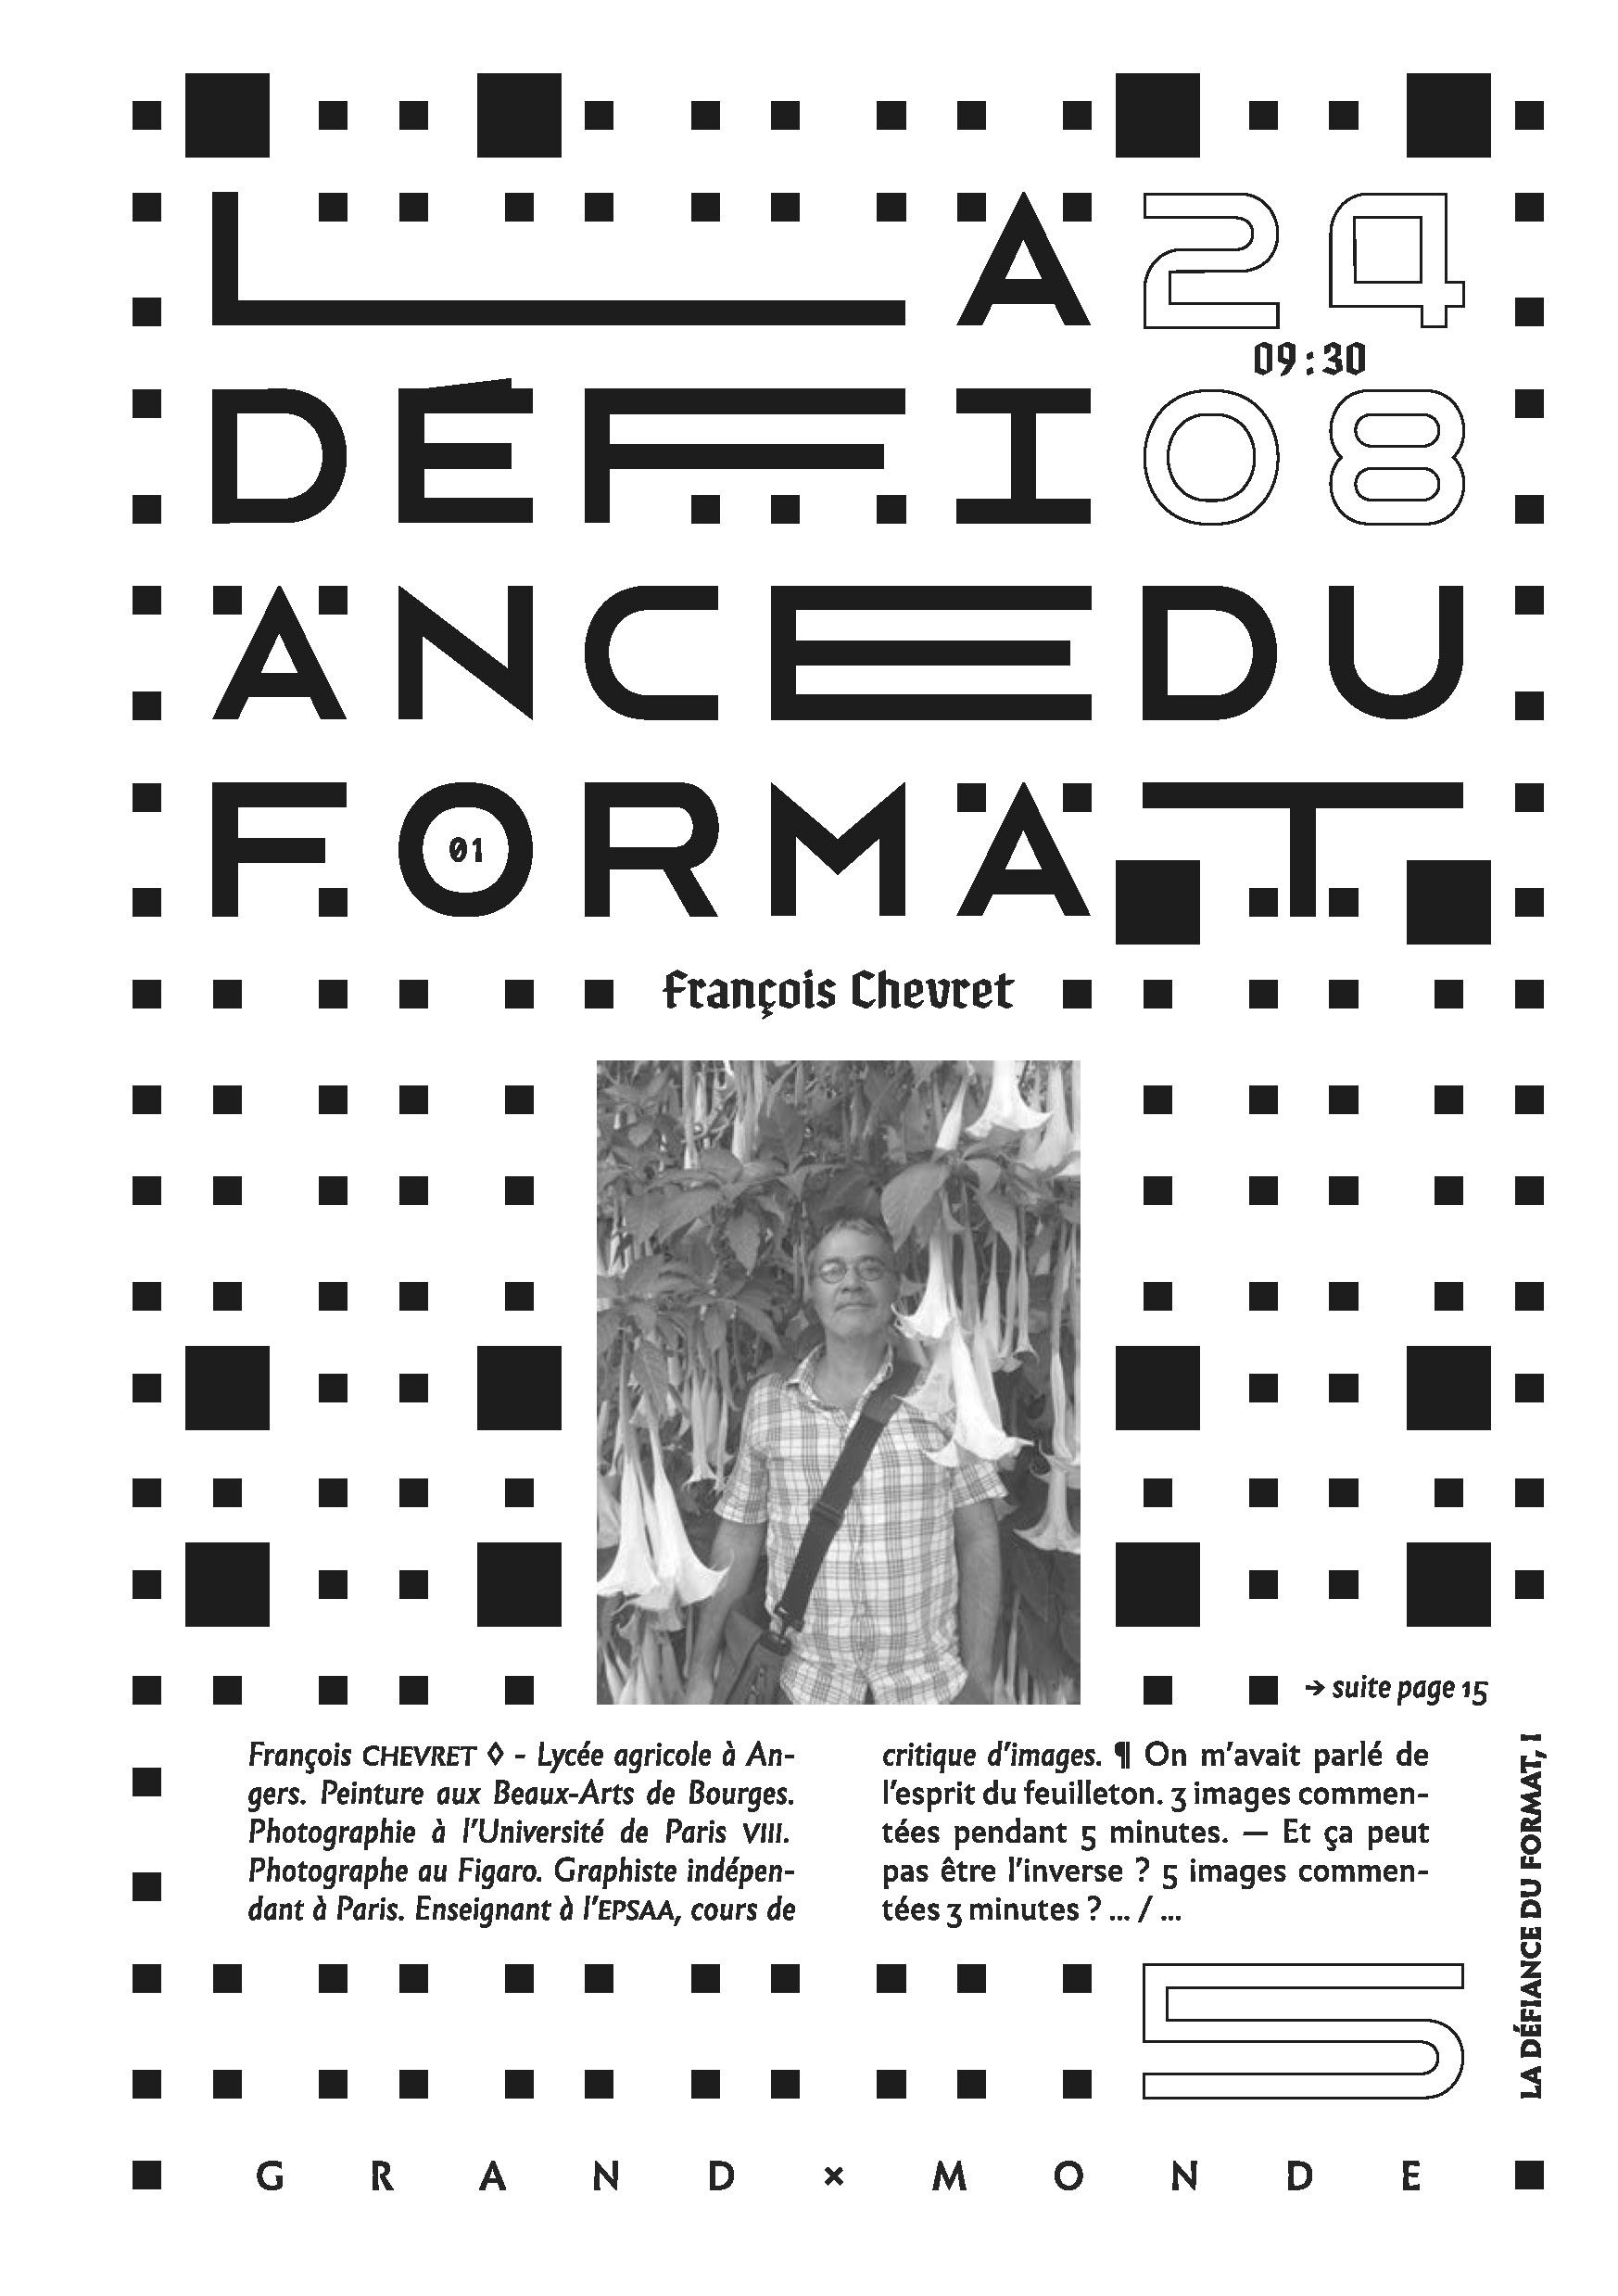 LA 24
09:30
DÉFI 08
ANCE DU
FORMAT
01
François Chevret
→ suite page 15
François CHEVRET ◊ - Lycée agricole à An-
gers. Peinture aux Beaux-Arts de Bourges.
Photographie à l’Université de Paris VIII.
Photographe au Figaro. Graphiste indépen-
dant à Paris. Enseignant à l’EPSAA, cours de
critique d’images. ¶ On m’avait parlé de
l’esprit du feuilleton. 3 images commen-
tées pendant 5 minutes. — Et ça peut
pas être l’inverse ? 5 images commen-
tées 3 minutes ? ... / ...
LA DÉFIANCE DU FORMAT, I
5
GRAND × MONDE